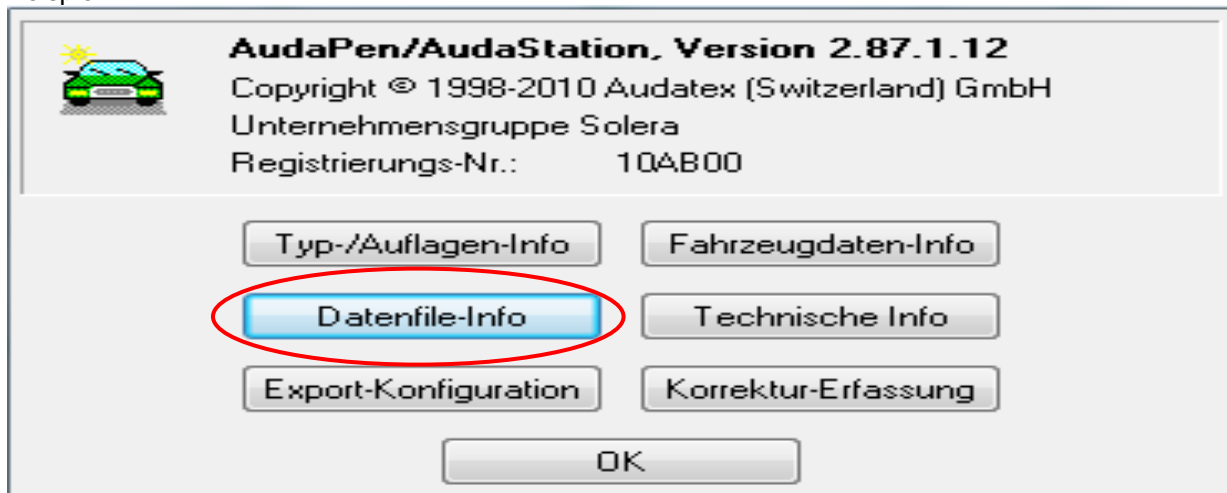 AudaPen/AudaStation, Version 2.87.1.12
Copyright © 1998-2010 Audatex (Switzerland) GmbH
Unternehmensgruppe Solera
Registrierungs-Nr.: 10AB00
Typ-/Auflagen-Info Fahrzeugdaten-Info
Datenfile-Info Technische Info
Export-Konfiguration Korrektur-Erfassung
OK